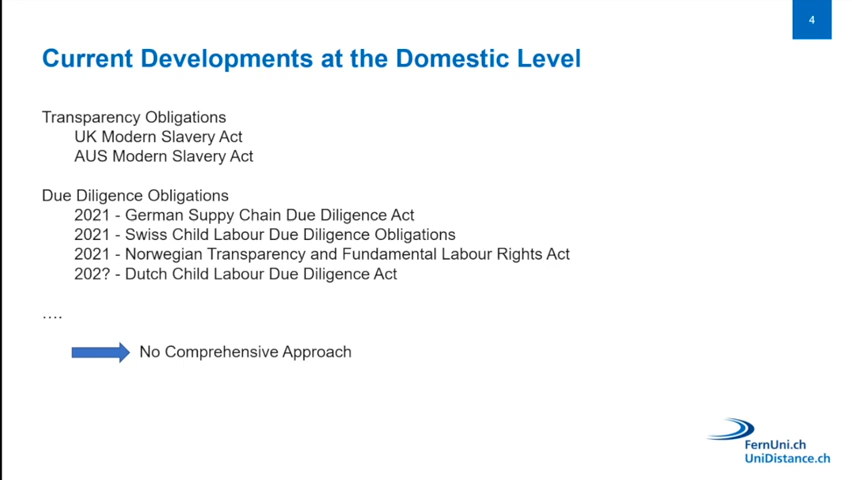 4
Current Developments at the Domestic Level
Transparency Obligations
UK Modern Slavery Act
AUS Modern Slavery Act
Due Diligence Obligations
2021 - German Suppy Chain Due Diligence Act
2021 - Swiss Child Labour Due Diligence Obligations
2021 - Norwegian Transparency and Fundamental Labour Rights Act
202? - Dutch Child Labour Due Diligence Act
....
No Comprehensive Approach
FernUni.ch
UniDistance.ch